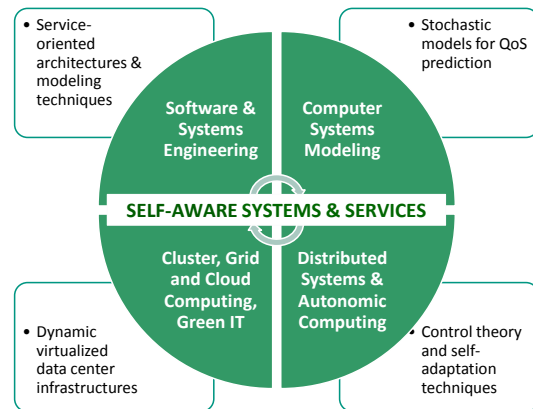 • Service-
oriented
architectures &
modeling
techniques
• Stochastic
models for QoS
prediction
Software &
Systems
Engineering
Computer
Systems
Modeling
SELF-AWARE SYSTEMS & SERVICES
Cluster, Grid
and Cloud
Computing,
Green IT
Distributed
Systems &
Autonomic
Computing
• Dynamic
virtualized
data center
infrastructures
• Control theory
and self-
adaptation
techniques